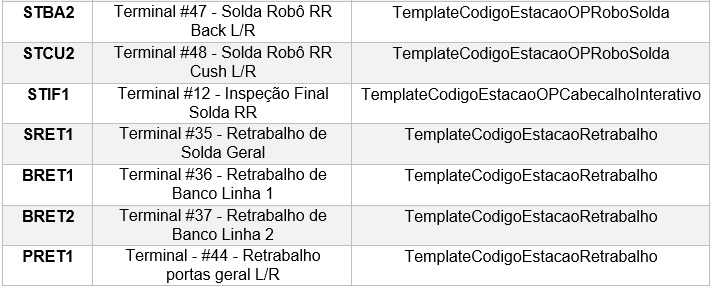 STBA2 Terminal #47 - Solda Robô RR Back L/R TemplateCodigoEstacaoOPRoboSolda
STCU2 Terminal #48 - Solda Robô RR Cush L/R TemplateCodigoEstacaoOPRoboSolda
STIF1 Terminal #12 - Inspeção Final Solda RR TemplateCodigoEstacaoOPCabecalhoInterativo
SRET1 Terminal #35 - Retrabalho de Solda Geral TemplateCodigoEstacaoRetrabalho
BRET1 Terminal #36 - Retrabalho de Banco Linha 1 TemplateCodigoEstacaoRetrabalho
BRET2 Terminal #37 - Retrabalho de Banco Linha 2 TemplateCodigoEstacaoRetrabalho
PRET1 Terminal - #44 - Retrabalho portas geral L/R TemplateCodigoEstacaoRetrabalho